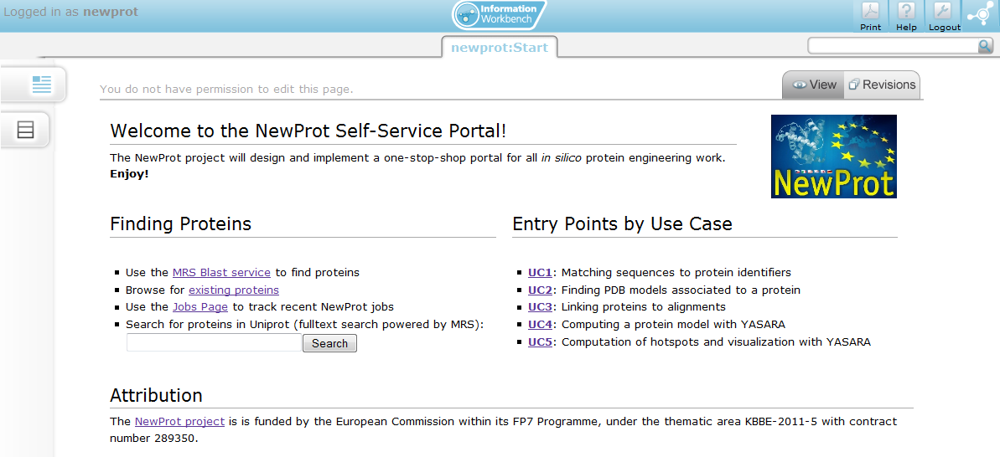 Logged in as newprot
Information
Workbench
Print Help Logout
newprot:Start
You do not have permission to edit this page.
View Revisions
Welcome to the NewProt Self-Service Portal!
The NewProt project will design and implement a one-stop-shop portal for all in silico protein engineering work.
Enjoy!
NewProt
Finding Proteins
Use the MRS Blast service to find proteins
Browse for existing proteins
Use the Jobs Page to track recent NewProt jobs
Search for proteins in Uniprot (fulltext search powered by MRS):
Search
Entry Points by Use Case
UC1: Matching sequences to protein identifiers
UC2: Finding PDB models associated to a protein
UC3: Linking proteins to alignments
UC4: Computing a protein model with YASARA
UC5: Computation of hotspots and visualization with YASARA
Attribution
The NewProt project is is funded by the European Commission within its FP7 Programme, under the thematic area KBBE-2011-5 with contract
number 289350.